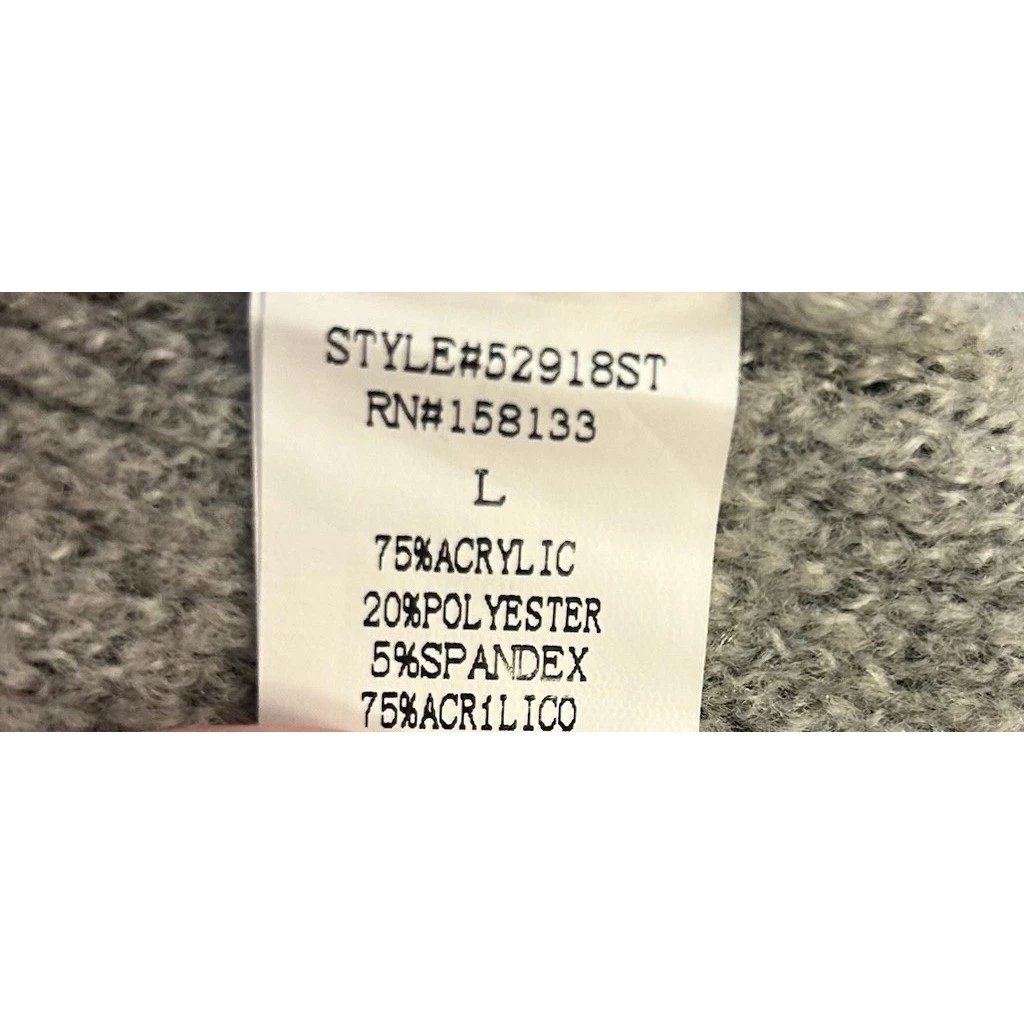 STYLE#52918ST
RN#158133
L
75%ACRYLIC
20%POLYESTER
5%SPANDEX
75%ACR1LICO